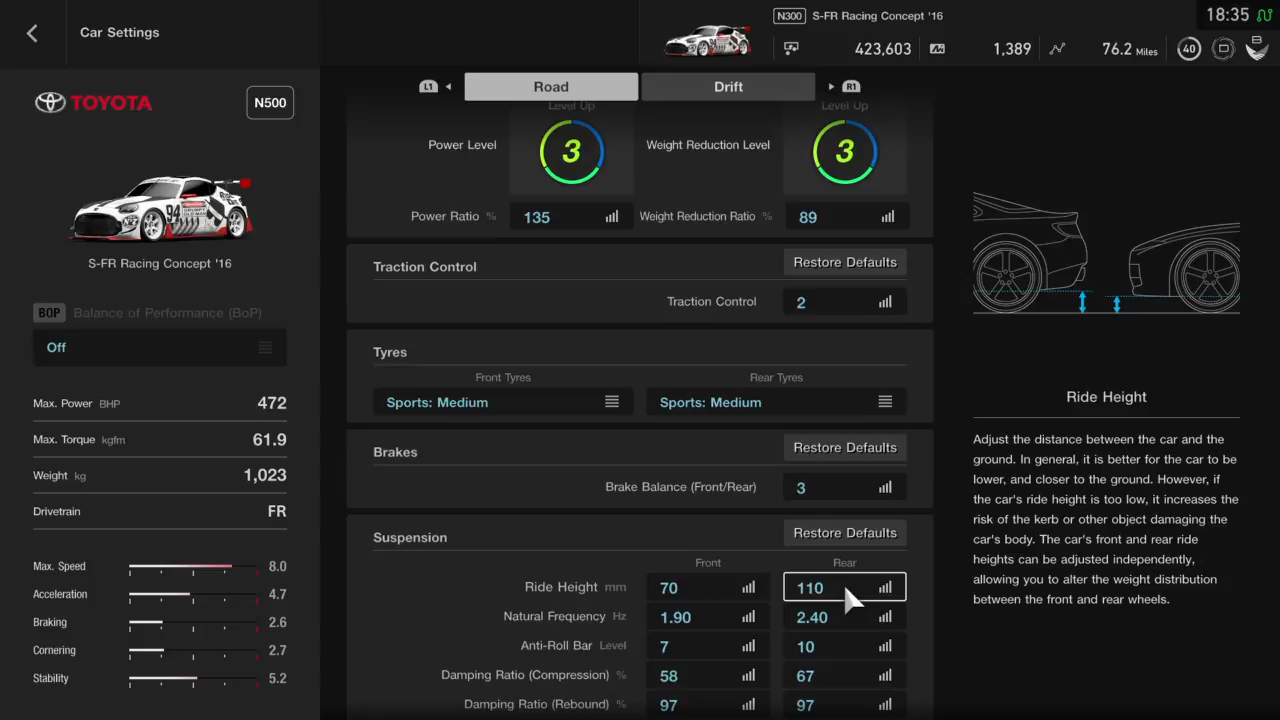 Car Settings
N300 S-FR Racing Concept '16
18:35
423,603
1,389
76.2 Miles
40
B
TOYOTA
N500
L1 Road Drift R1
Level Up Level Up
Power Level 3 Weight Reduction Level 3
Power Ratio % 135 Weight Reduction Ratio % 89
S-FR Racing Concept '16
BOP Balance of Performance (BoP)
Off
Max. Power BHP 472
Max. Torque kgfm 61.9
Weight kg 1,023
Drivetrain FR
Max. Speed 8.0
Acceleration 4.7
Braking 2.6
Cornering 2.7
Stability 5.2
Traction Control Restore Defaults
Traction Control 2
Tyres
Front Tyres Rear Tyres
Sports: Medium Sports: Medium
Brakes Restore Defaults
Brake Balance (Front/Rear) 3
Suspension Restore Defaults
Front Rear
Ride Height mm 70 110
Natural Frequency Hz 1.90 2.40
Anti-Roll Bar Level 7 10
Damping Ratio (Compression) % 58 67
Damping Ratio (Rebound) % 97 97
Ride Height
Adjust the distance between the car and the
ground. In general, it is better for the car to be
lower, and closer to the ground. However, if
the car's ride height is too low, it increases the
risk of the kerb or other object damaging the
car's body. The car's front and rear ride
heights can be adjusted independently,
allowing you to alter the weight distribution
between the front and rear wheels.